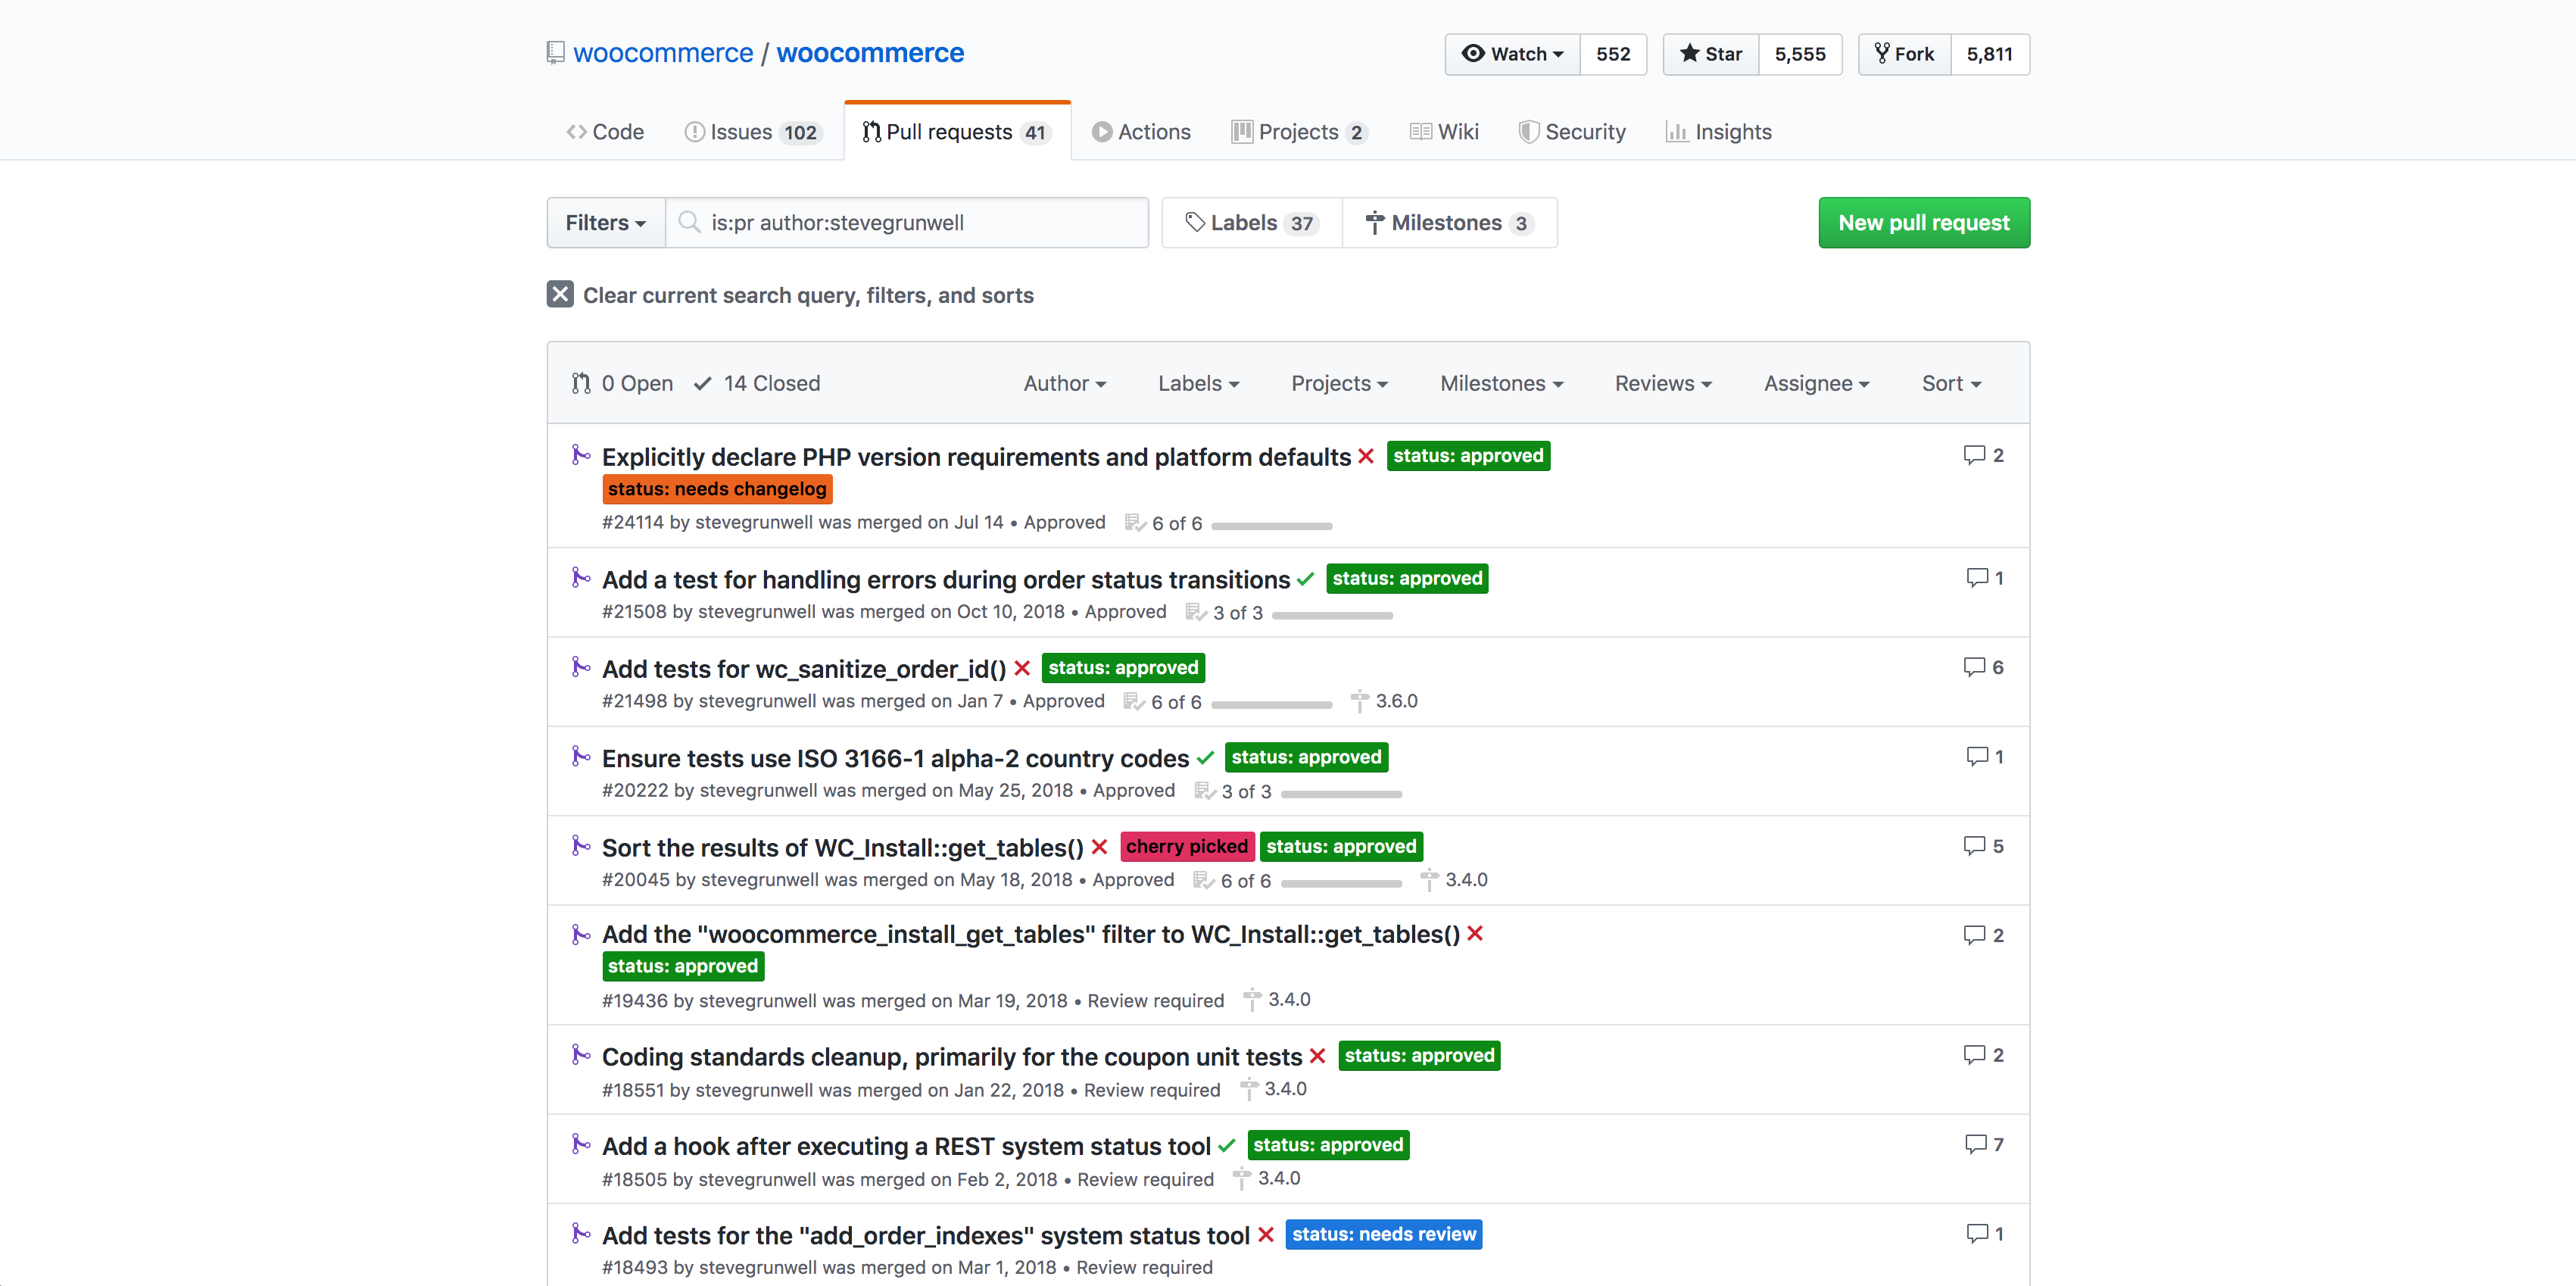 woocommerce / woocommerce
Watch 552 Star 5,555 Fork 5,811
Code Issues 102 Pull requests 41 Actions Projects 2 Wiki Security Insights
Filters is:pr author:stevegrunwell Labels 37 Milestones 3 New pull request
Clear current search query, filters, and sorts
0 Open 14 Closed Author Labels Projects Milestones Reviews Assignee Sort
Explicitly declare PHP version requirements and platform defaults status: approved 2
status: needs changelog
#24114 by stevegrunwell was merged on Jul 14 • Approved 6 of 6
Add a test for handling errors during order status transitions status: approved 1
#21508 by stevegrunwell was merged on Oct 10, 2018 • Approved 3 of 3
Add tests for wc_sanitize_order_id() status: approved 6
#21498 by stevegrunwell was merged on Jan 7 • Approved 6 of 6 3.6.0
Ensure tests use ISO 3166-1 alpha-2 country codes status: approved 1
#20222 by stevegrunwell was merged on May 25, 2018 • Approved 3 of 3
Sort the results of WC_Install::get_tables() cherry picked status: approved 5
#20045 by stevegrunwell was merged on May 18, 2018 • Approved 6 of 6 3.4.0
Add the "woocommerce_install_get_tables" filter to WC_Install::get_tables() 2
status: approved
#19436 by stevegrunwell was merged on Mar 19, 2018 • Review required 3.4.0
Coding standards cleanup, primarily for the coupon unit tests status: approved 2
#18551 by stevegrunwell was merged on Jan 22, 2018 • Review required 3.4.0
Add a hook after executing a REST system status tool status: approved 7
#18505 by stevegrunwell was merged on Feb 2, 2018 • Review required 3.4.0
Add tests for the "add_order_indexes" system status tool status: needs review 1
#18493 by stevegrunwell was merged on Mar 1, 2018 • Review required